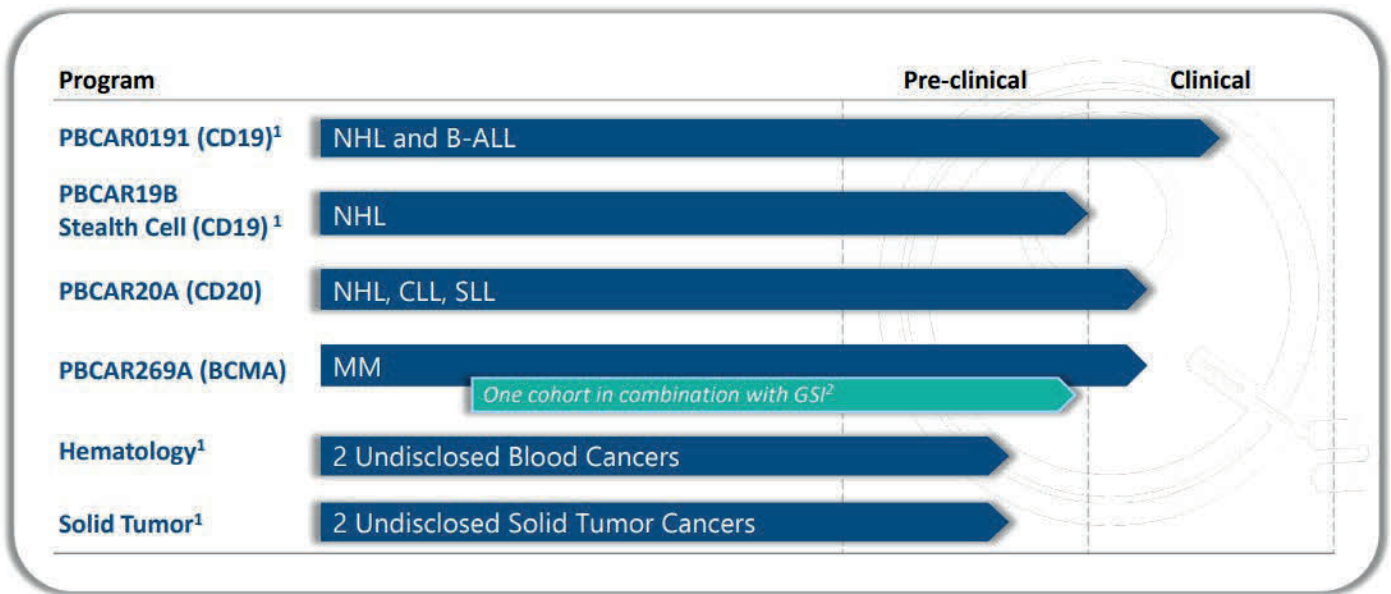 Program Pre-clinical Clinical
PBCAR0191 (CD19)¹ NHL and B-ALL
PBCAR19B
Stealth Cell (CD19) ¹ NHL
PBCAR20A (CD20) NHL, CLL, SLL
PBCAR269A (BCMA) MM
One cohort in combination with GSI²
Hematology¹ 2 Undisclosed Blood Cancers
Solid Tumor¹ 2 Undisclosed Solid Tumor Cancers